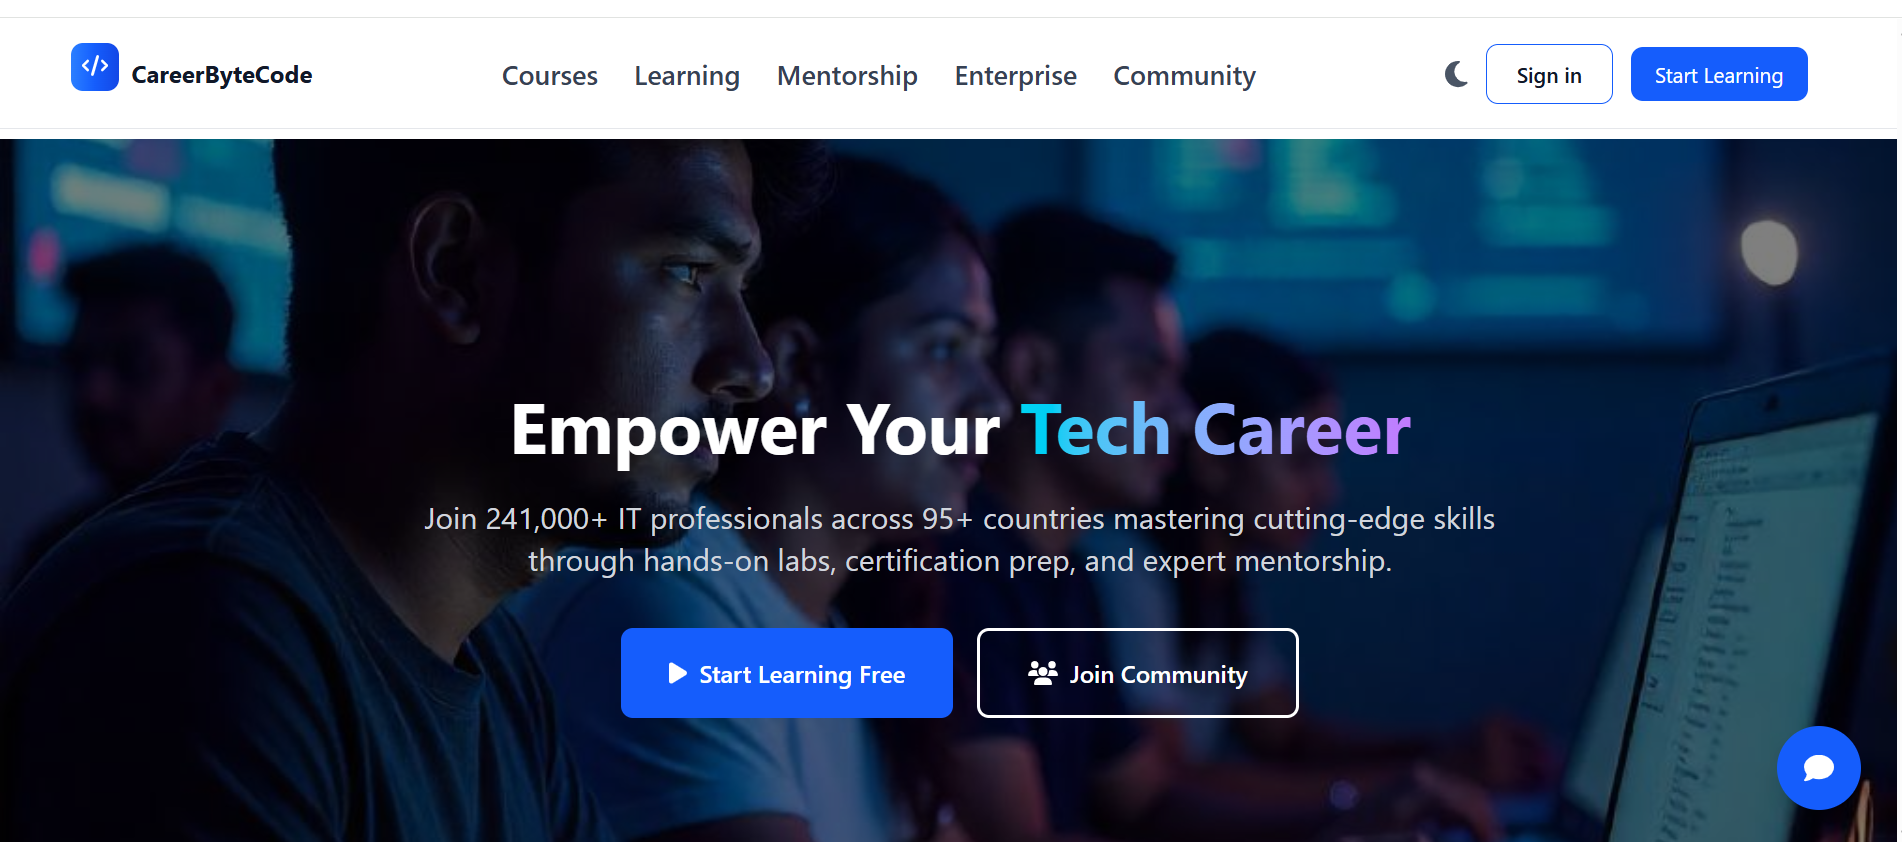 </> CareerByteCode
Courses Learning Mentorship Enterprise Community
Sign in
Start Learning
Empower Your Tech Career
Join 241,000+ IT professionals across 95+ countries mastering cutting-edge skills
through hands-on labs, certification prep, and expert mentorship.
Start Learning Free
Join Community